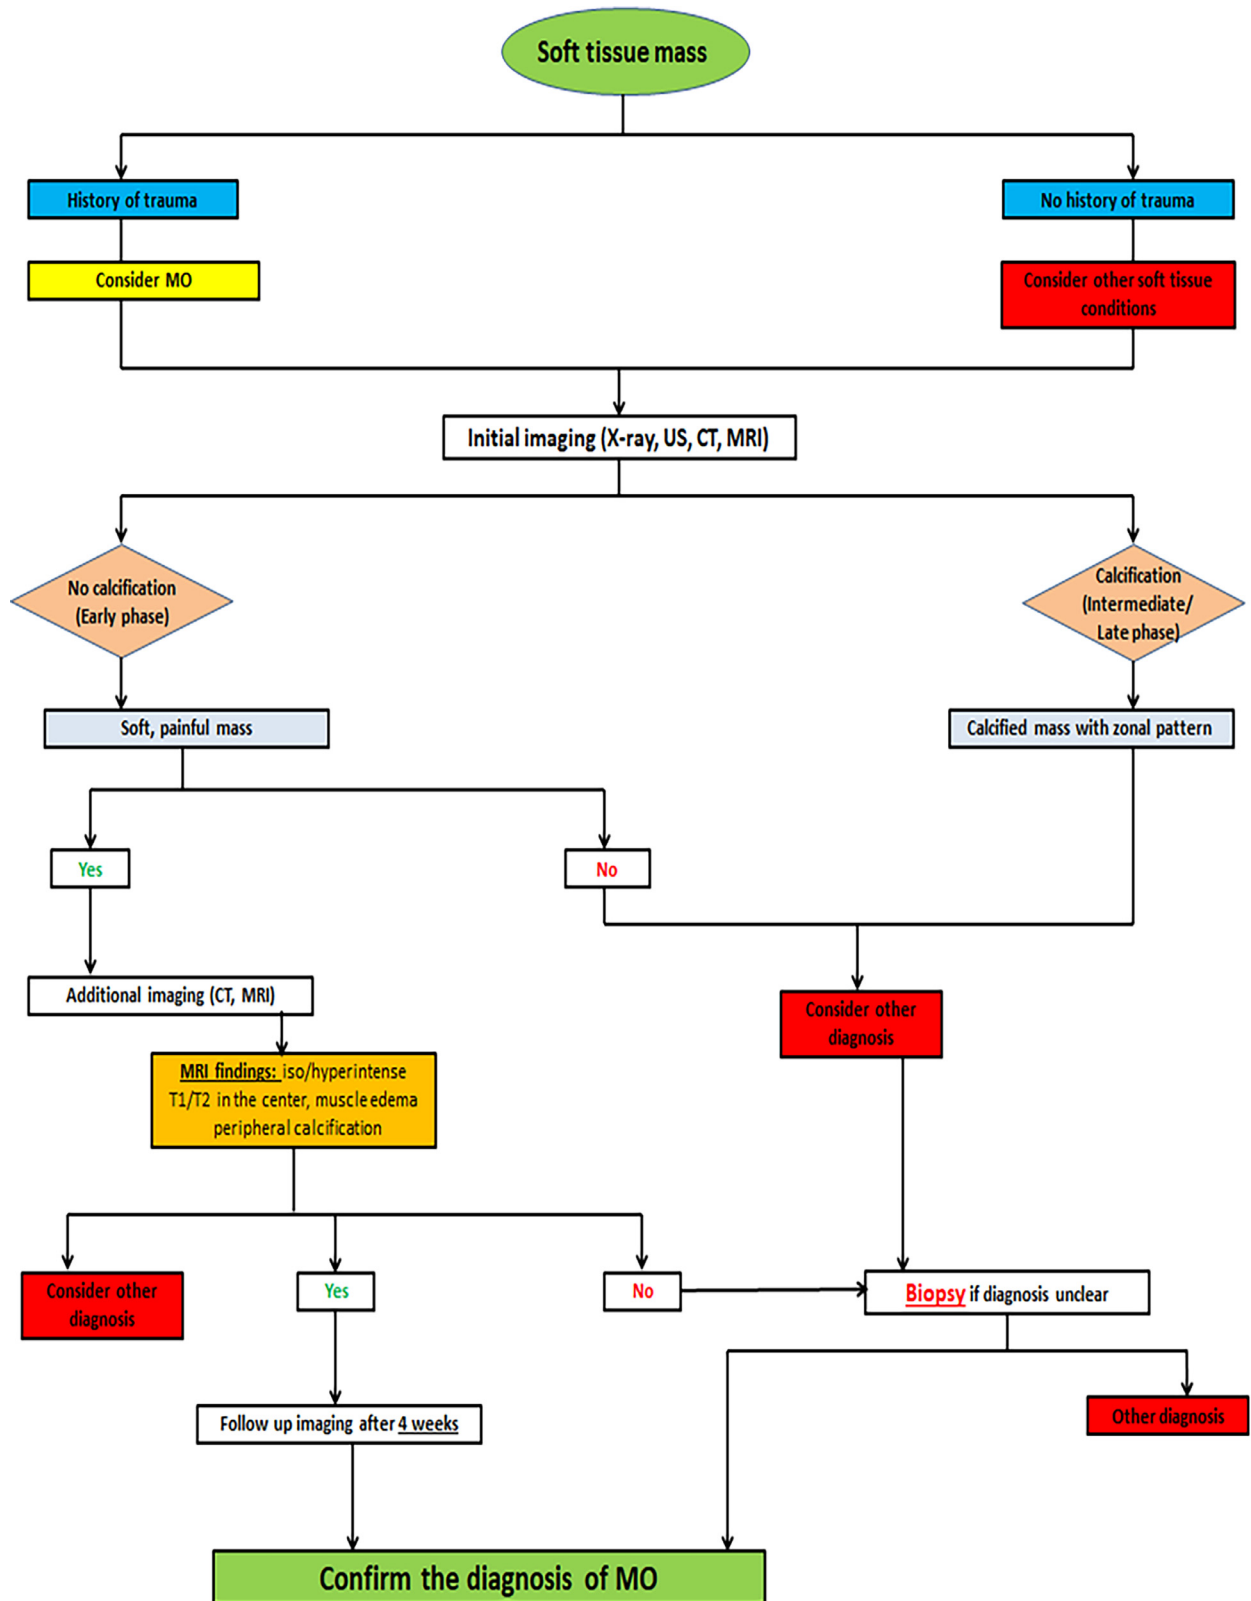 Soft tissue mass
History of trauma
No history of trauma
Consider MO
Consider other soft tissue
conditions
Initial imaging (X-ray, US, CT, MRI)
No calcification
(Early phase)
Calcification
(Intermediate/
Late phase)
Soft, painful mass
Calcified mass with zonal pattern
Yes
No
Additional imaging (CT, MRI)
Consider other
diagnosis
MRI findings: iso/hyperintense
T1/T2 in the center, muscle edema
peripheral calcification
Consider other
diagnosis
Yes
No
Biopsy if diagnosis unclear
Follow up imaging after 4 weeks
Other diagnosis
Confirm the diagnosis of MO